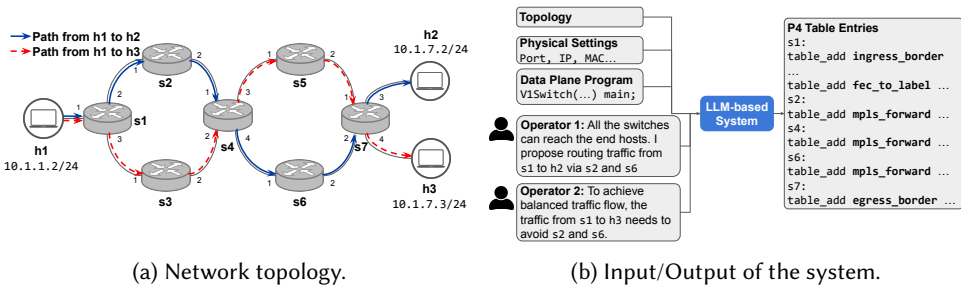 Path from h1 to h2
Path from h1 to h3
h2
10.1.7.2/24
s2
1
2
s5
1
2
1
1
2
3
s1
h1
10.1.1.2/24
s3
1
2
1
2
3
4
s4
s6
1
2
1
2
3
4
s7
h3
10.1.7.3/24
(a) Network topology.
Topology
Physical Settings
Port, IP, MAC…
Data Plane Program
V1Switch(…) main;
Operator 1: All the switches
can reach the end hosts. I
propose routing traffic from
s1 to h2 via s2 and s6
Operator 2: To achieve
balanced traffic flow, the
traffic from s1 to h3 needs to
avoid s2 and s6.
LLM-based
System
P4 Table Entries
s1:
table_add ingress_border
…
table_add fec_to_label …
s2:
table_add mpls_forward …
s4:
table_add mpls_forward …
s6:
table_add mpls_forward …
s7:
table_add egress_border …
(b) Input/Output of the system.